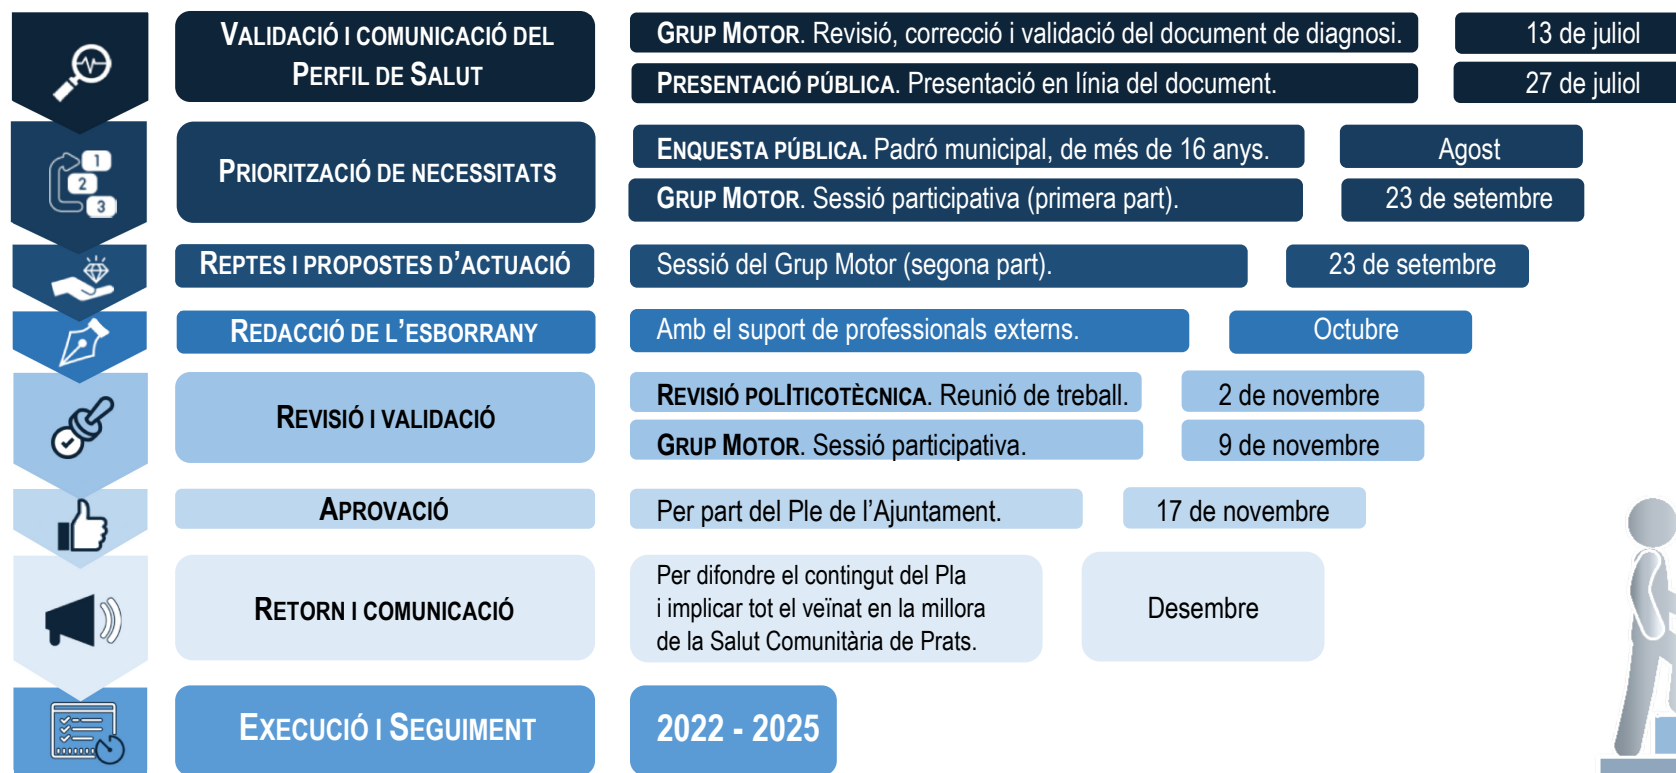 VALIDACIÓ I COMUNICACIÓ DEL
PERFIL DE SALUT
GRUP MOTOR. Revisió, correcció i validació del document de diagnosi.
13 de juliol
PRESENTACIÓ PÚBLICA. Presentació en línia del document.
27 de juliol
1
2
3
PRIORITZACIÓ DE NECESSITATS
ENQUESTA PÚBLICA. Padró municipal, de més de 16 anys.
Agost
GRUP MOTOR. Sessió participativa (primera part).
23 de setembre
REPTES I PROPOSTES D’ACTUACIÓ
Sessió del Grup Motor (segona part).
23 de setembre
REDACCIÓ DE L’ESBORRANY
Amb el suport de professionals externs.
Octubre
REVISIÓ I VALIDACIÓ
REVISIÓ POLITICOTÈCNICA. Reunió de treball.
2 de novembre
GRUP MOTOR. Sessió participativa.
9 de novembre
APROVACIÓ
Per part del Ple de l’Ajuntament.
17 de novembre
RETORN I COMUNICACIÓ
Per difondre el contingut del Pla
i implicar tot el veïnat en la millora
de la Salut Comunitària de Prats.
Desembre
EXECUCIÓ I SEGUIMENT
2022 - 2025